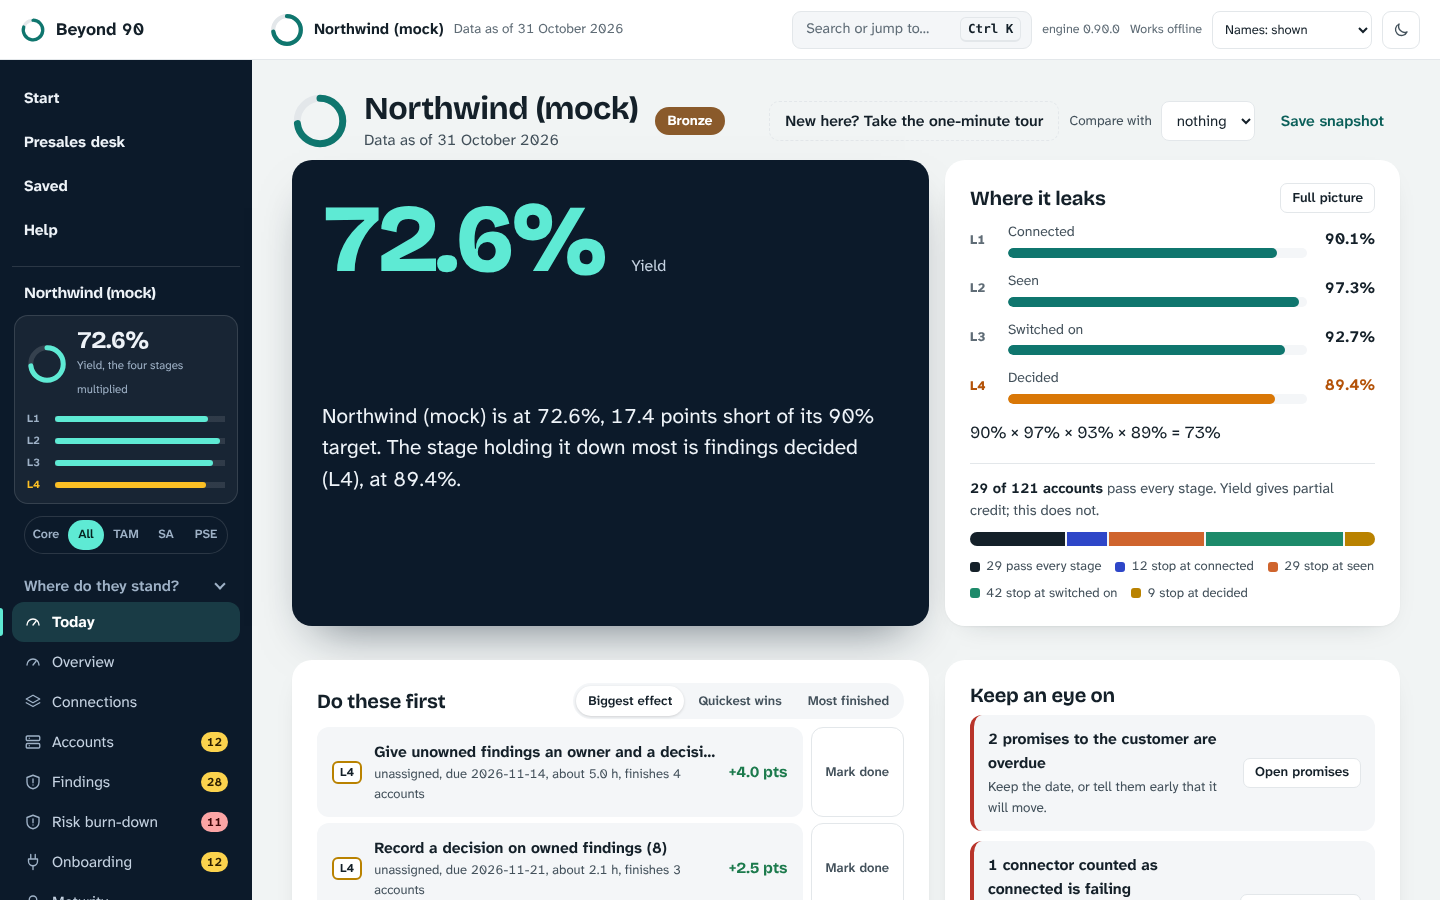 Beyond 90
Northwind (mock) Data as of 31 October 2026
Search or jump to... Ctrl K
engine 0.90.0 Works offline
Names: shown
Start
Presales desk
Saved
Help
Northwind (mock)
72.6%
Yield, the four stages
multiplied
L1
L2
L3
L4
Core All TAM SA PSE
Where do they stand?
Today
Overview
Connections
Accounts 12
Findings 28
Risk burn-down 11
Onboarding 12
Northwind (mock) Bronze
Data as of 31 October 2026
New here? Take the one-minute tour
Compare with nothing
Save snapshot
72.6% Yield
Northwind (mock) is at 72.6%, 17.4 points short of its 90%
target. The stage holding it down most is findings decided
(L4), at 89.4%.
Where it leaks Full picture
L1 Connected 90.1%
L2 Seen 97.3%
L3 Switched on 92.7%
L4 Decided 89.4%
90% × 97% × 93% × 89% = 73%
29 of 121 accounts pass every stage. Yield gives partial
credit; this does not.
29 pass every stage 12 stop at connected 29 stop at seen
42 stop at switched on 9 stop at decided
Do these first Biggest effect Quickest wins Most finished
L4 Give unowned findings an owner and a decisi... +4.0 pts Mark done
unassigned, due 2026-11-14, about 5.0 h, finishes 4
accounts
L4 Record a decision on owned findings (8) +2.5 pts Mark done
unassigned, due 2026-11-21, about 2.1 h, finishes 3
accounts
Keep an eye on
2 promises to the customer are
overdue
Keep the date, or tell them early that it
will move.
Open promises
1 connector counted as
connected is failing